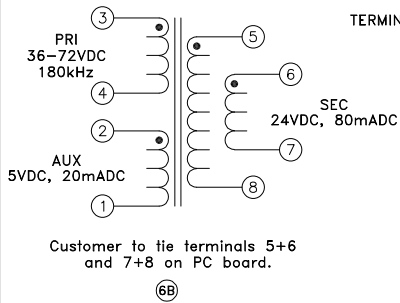 3
TERMIN
PRI
36-72VDC
180kHz
5
4
6
SEC
24VDC, 80mADC
2
7
AUX
5VDC, 20mADC
8
1
Customer to tie terminals 5+6
and 7+8 on PC board.
6B